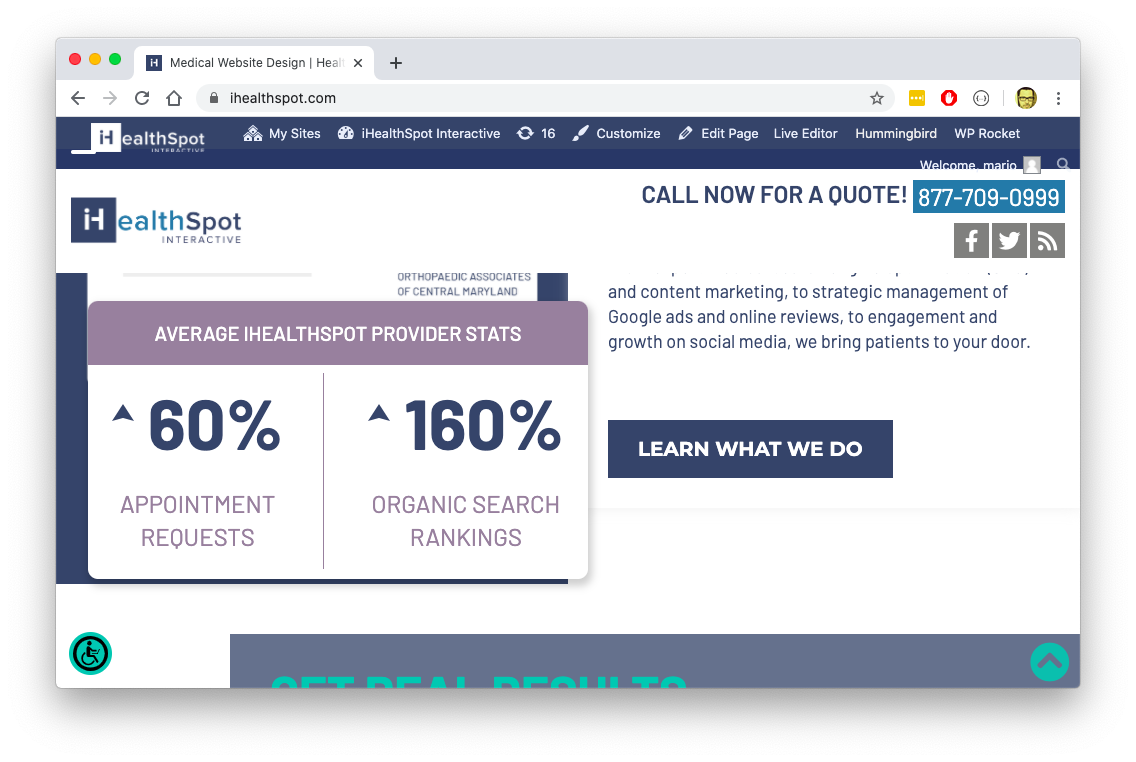 Medical Website Design | Heal
ihealthspot.com
iHealthSpot
INTERACTIVE
My Sites
iHealthSpot Interactive
16
Customize
Edit Page
Live Editor
Hummingbird
WP Rocket
Welcome, mario
iHealthSpot
INTERACTIVE
CALL NOW FOR A QUOTE! 877-709-0999
ORTHOPAEDIC ASSOCIATES
OF CENTRAL MARYLAND
AVERAGE IHEALTHSPOT PROVIDER STATS
60%
APPOINTMENT
REQUESTS
160%
ORGANIC SEARCH
RANKINGS
and content marketing, to strategic management of
Google ads and online reviews, to engagement and
growth on social media, we bring patients to your door.
LEARN WHAT WE DO
GET REAL RESULTS